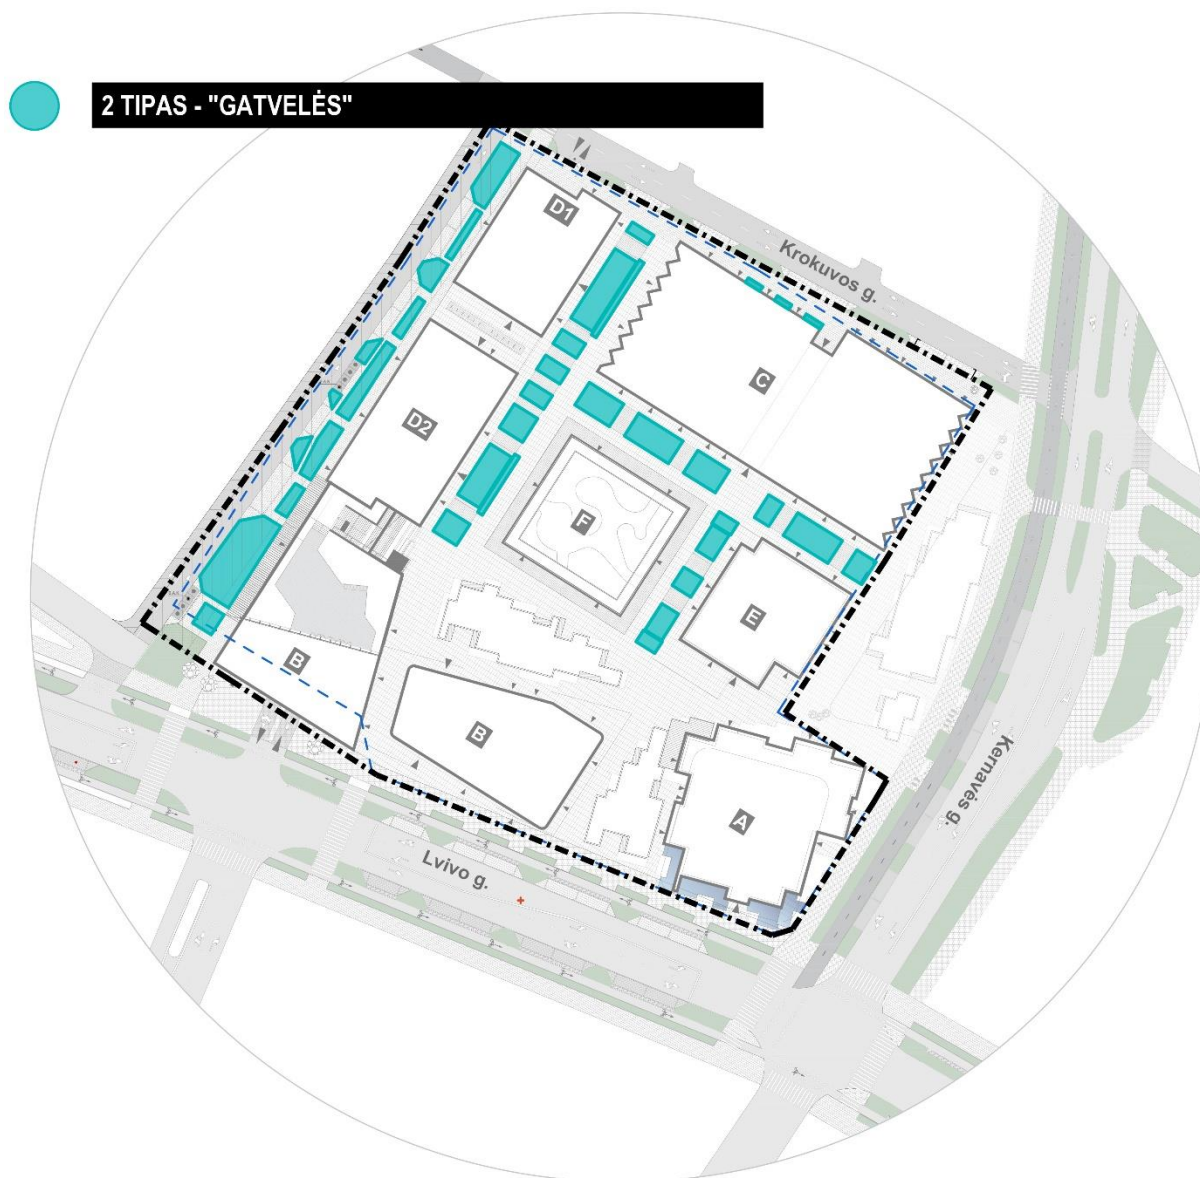 2 TIPAS - "GATVELĖS"
D1
Krokuvos g.
C
D2
F
E
B
B
A
Kernavės g.
Lvivo g.